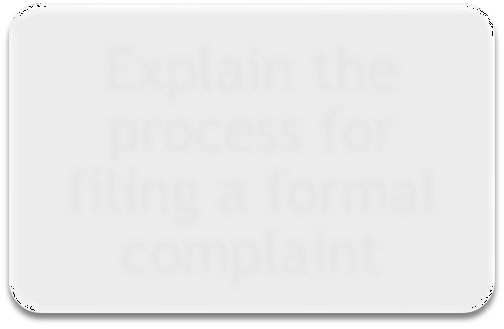 Explain the
process for
filing a formal
complaint